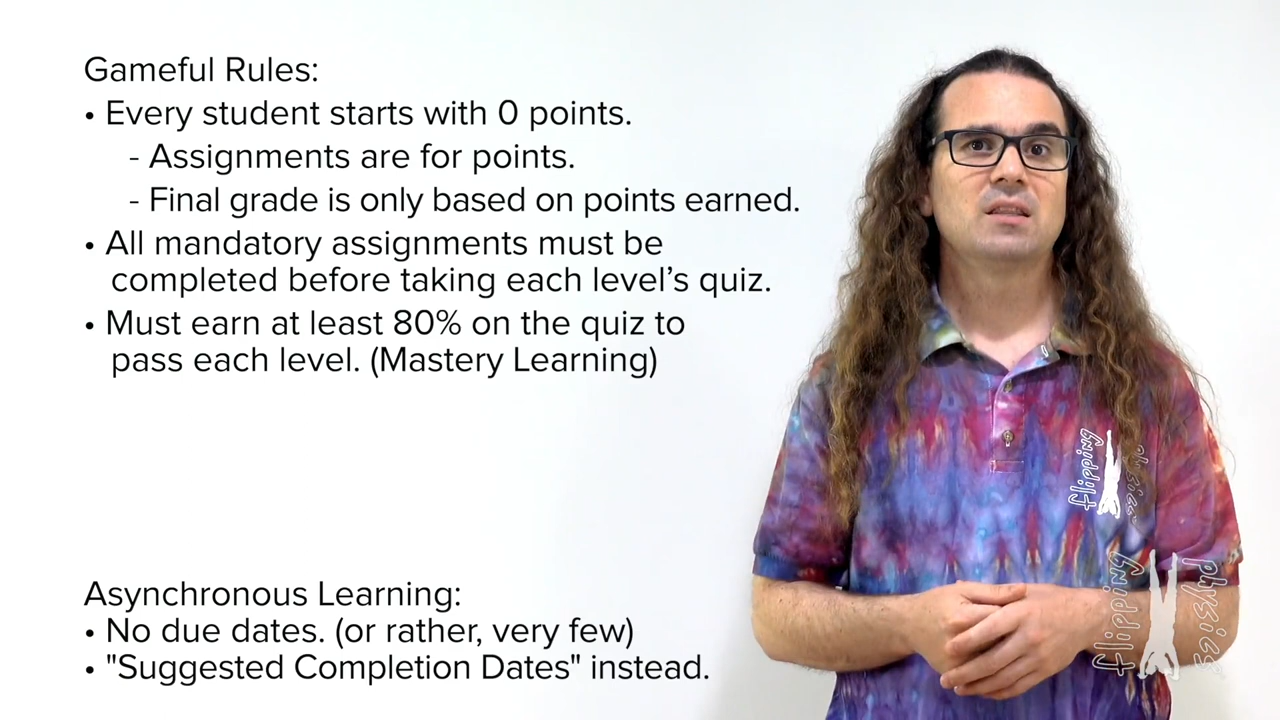 Gameful Rules:
• Every student starts with 0 points.
- Assignments are for points.
- Final grade is only based on points earned.
• All mandatory assignments must be
completed before taking each level's quiz.
• Must earn at least 80% on the quiz to
pass each level. (Mastery Learning)
Asynchronous Learning:
• No due dates. (or rather, very few)
• "Suggested Completion Dates" instead.
flipping
physics
flipping
physics